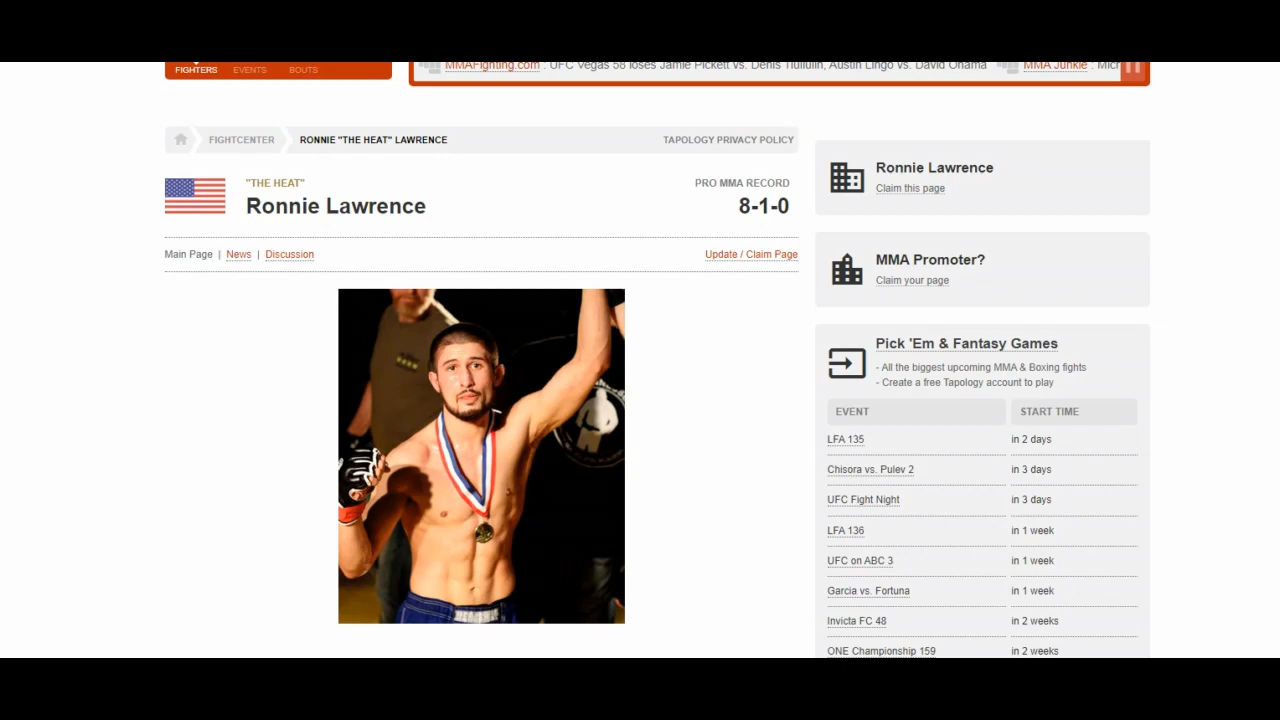 FIGHTERS EVENTS BOUTS
MMAFighting.com : UFC Vegas 58 loses Jamie Pickett vs. Denis Tiuliulin, Austin Lingo vs. David Onama MMA Junkie : Micr
FIGHTCENTER RONNIE "THE HEAT" LAWRENCE TAPOLOGY PRIVACY POLICY
"THE HEAT" PRO MMA RECORD
Ronnie Lawrence 8-1-0
Main Page | News | Discussion Update / Claim Page
Ronnie Lawrence
Claim this page
MMA Promoter?
Claim your page
Pick 'Em & Fantasy Games
- All the biggest upcoming MMA & Boxing fights
- Create a free Tapology account to play
EVENT START TIME
LFA 135 in 2 days
Chisora vs. Pulev 2 in 3 days
UFC Fight Night in 3 days
LFA 136 in 1 week
UFC on ABC 3 in 1 week
Garcia vs. Fortuna in 1 week
Invicta FC 48 in 2 weeks
ONE Championship 159 in 2 weeks